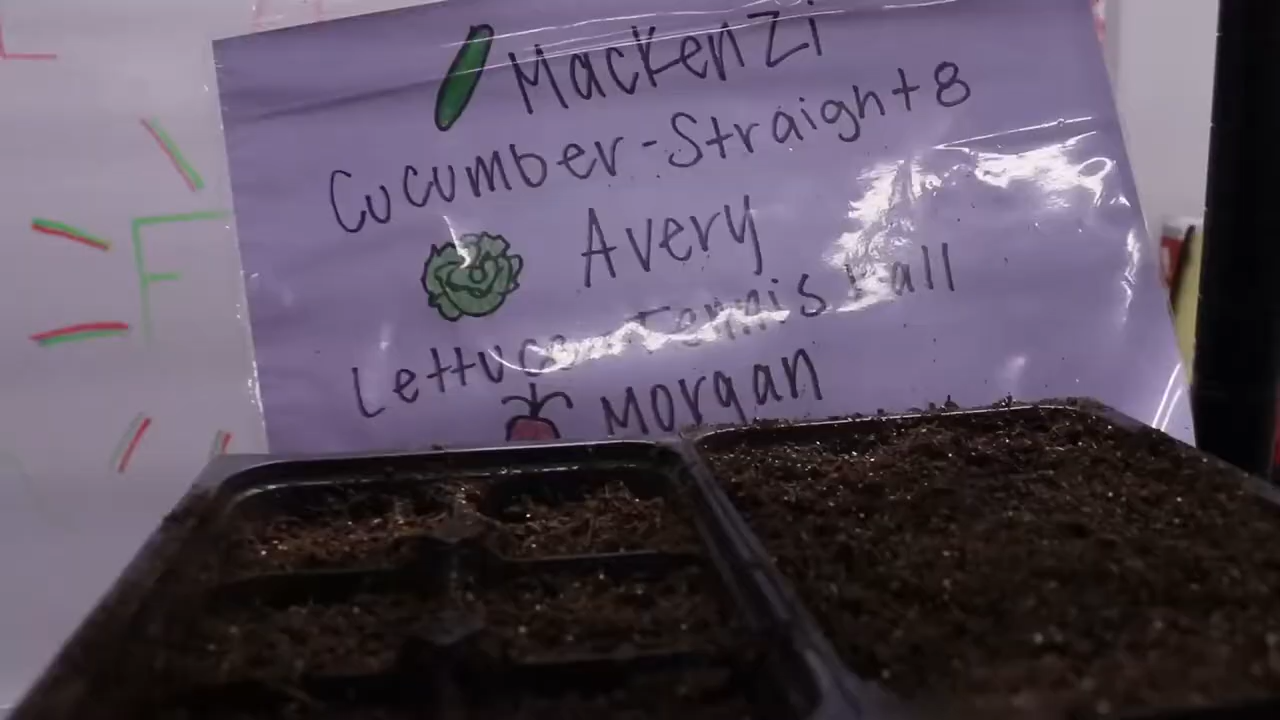 Mackenzi
Cucumber-Straight 8
Avery
Lettuce Tennis Ball
Morgan
F